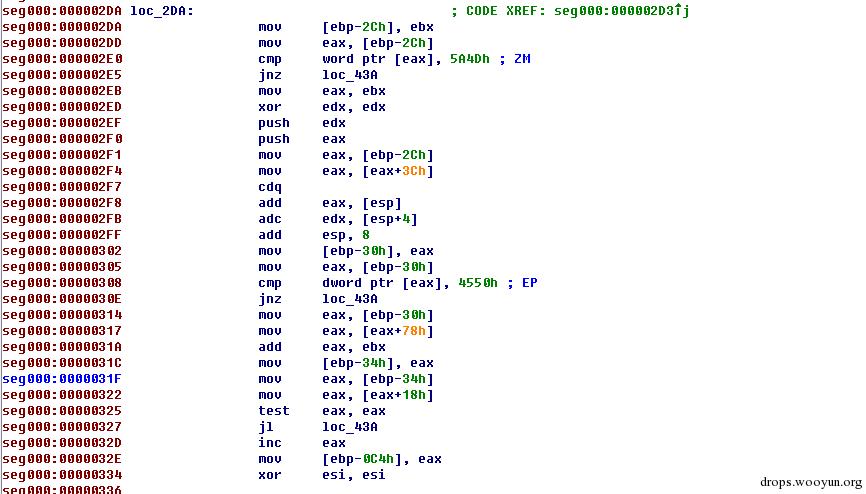 seg000:000002DA loc_2DA: ; CODE XREF: seg000:000002D3↑j
seg000:000002DA mov [ebp-2Ch], ebx
seg000:000002DD mov eax, [ebp-2Ch]
seg000:000002E0 cmp word ptr [eax], 5A4Dh ; ZM
seg000:000002E5 jnz loc_43A
seg000:000002EB mov eax, ebx
seg000:000002ED xor edx, edx
seg000:000002EF push edx
seg000:000002F0 push eax
seg000:000002F1 mov eax, [ebp-2Ch]
seg000:000002F4 mov eax, [eax+3Ch]
seg000:000002F7 cdq
seg000:000002F8 add eax, [esp]
seg000:000002FB adc edx, [esp+4]
seg000:000002FF add esp, 8
seg000:00000302 mov [ebp-30h], eax
seg000:00000305 mov eax, [ebp-30h]
seg000:00000308 cmp dword ptr [eax], 4550h ; EP
seg000:0000030E jnz loc_43A
seg000:00000314 mov eax, [ebp-30h]
seg000:00000317 mov eax, [eax+78h]
seg000:0000031A add eax, ebx
seg000:0000031C mov [ebp-34h], eax
seg000:0000031F mov eax, [ebp-34h]
seg000:00000322 mov eax, [eax+18h]
seg000:00000325 test eax, eax
seg000:00000327 jl loc_43A
seg000:0000032D inc eax
seg000:0000032E mov [ebp-0C4h], eax
seg000:00000334 xor esi, esi
seg000:00000336
drops.wooyun.org